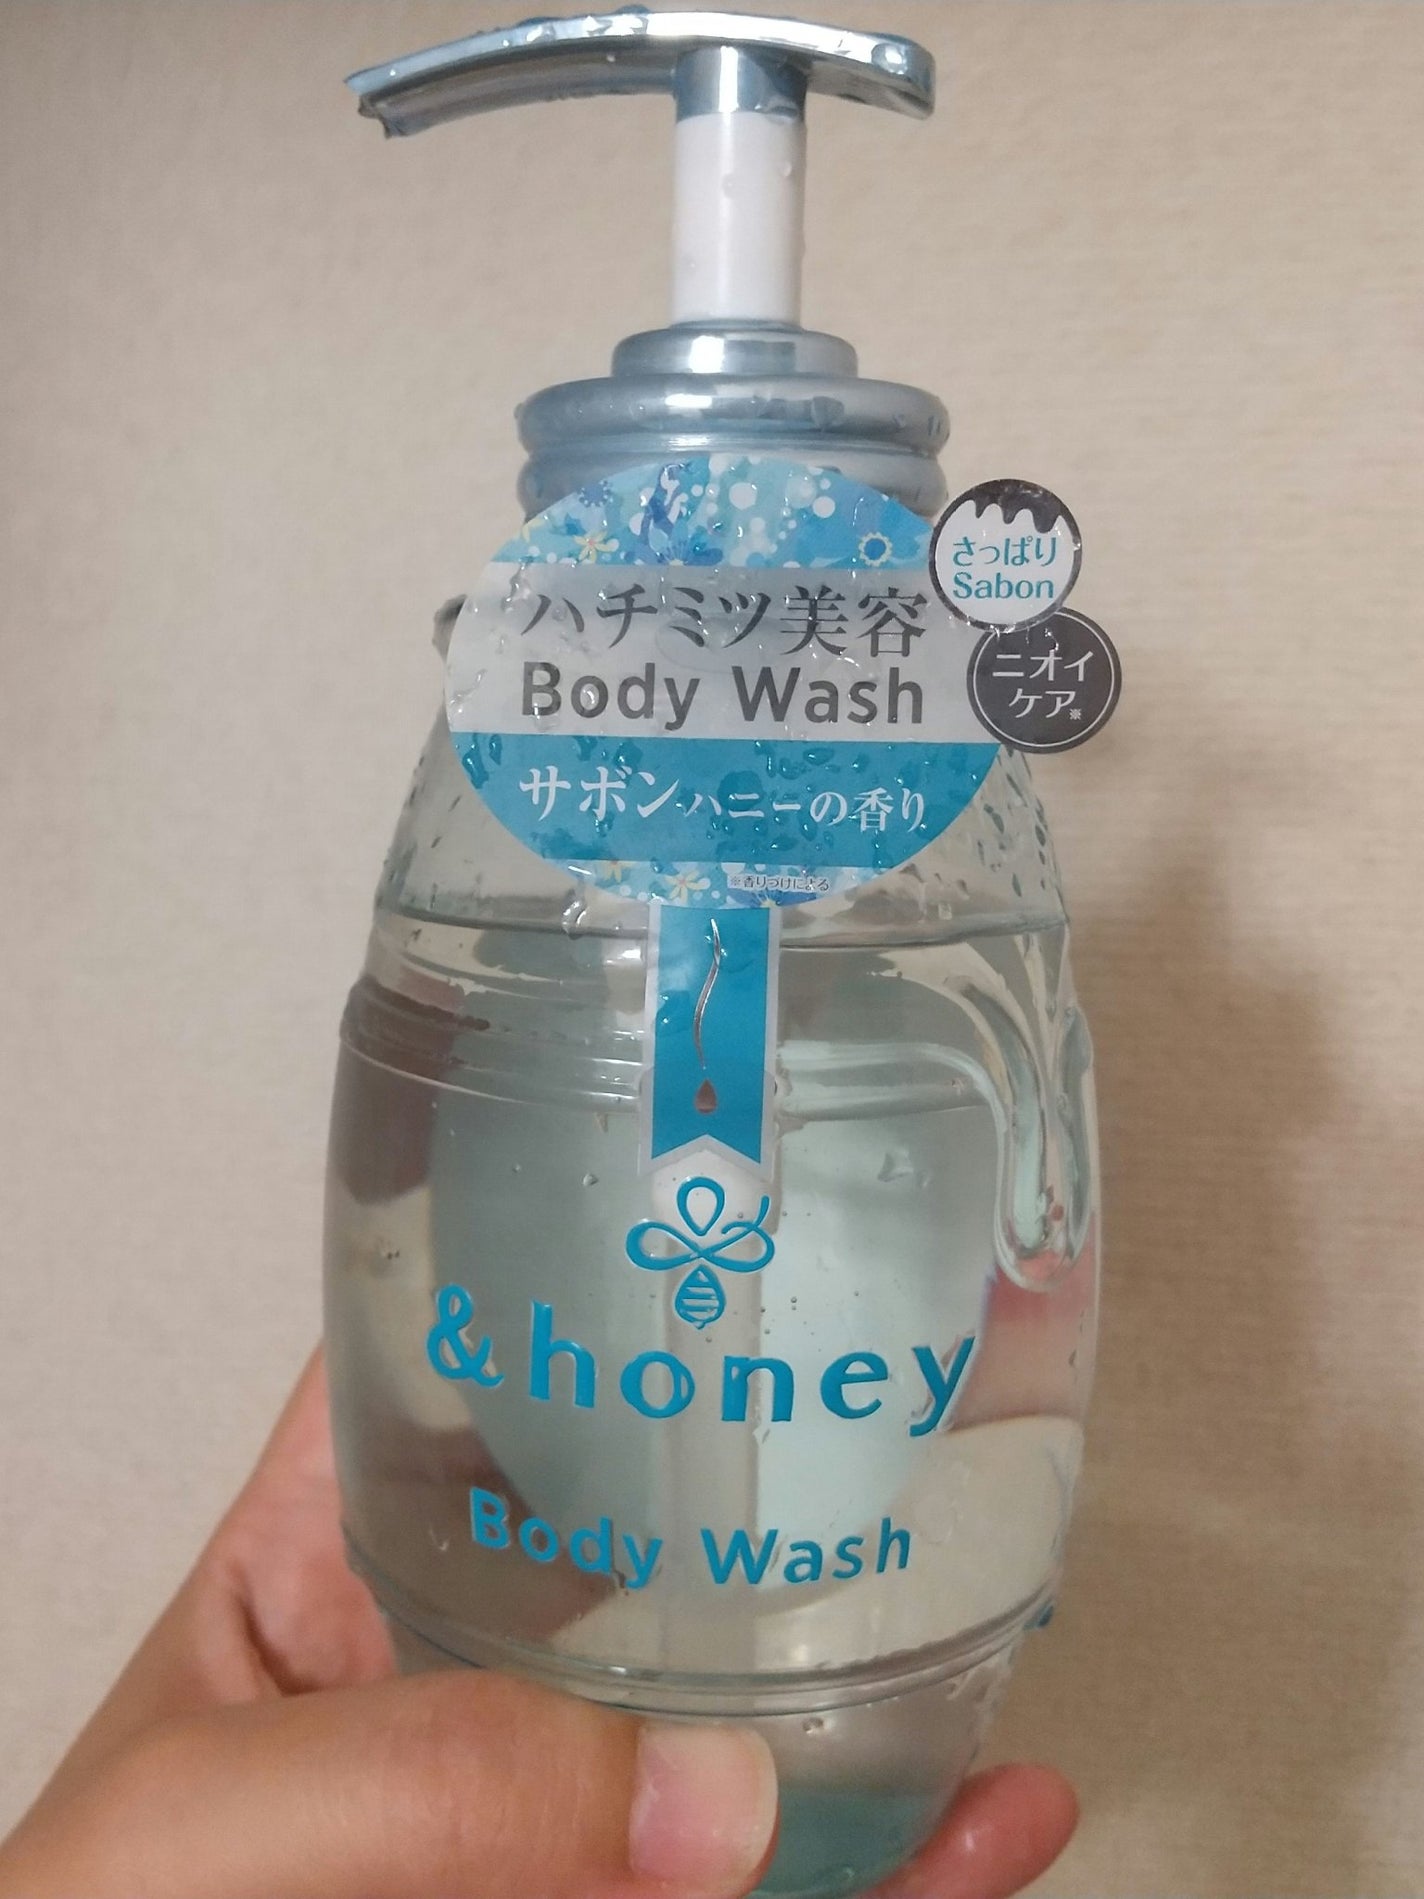 さっぱり
Sabon
ハチミツ美容
Body Wash
ニオイ
ケア※
サボンハニーの香り
※香りづけによる
&honey
Body Wash